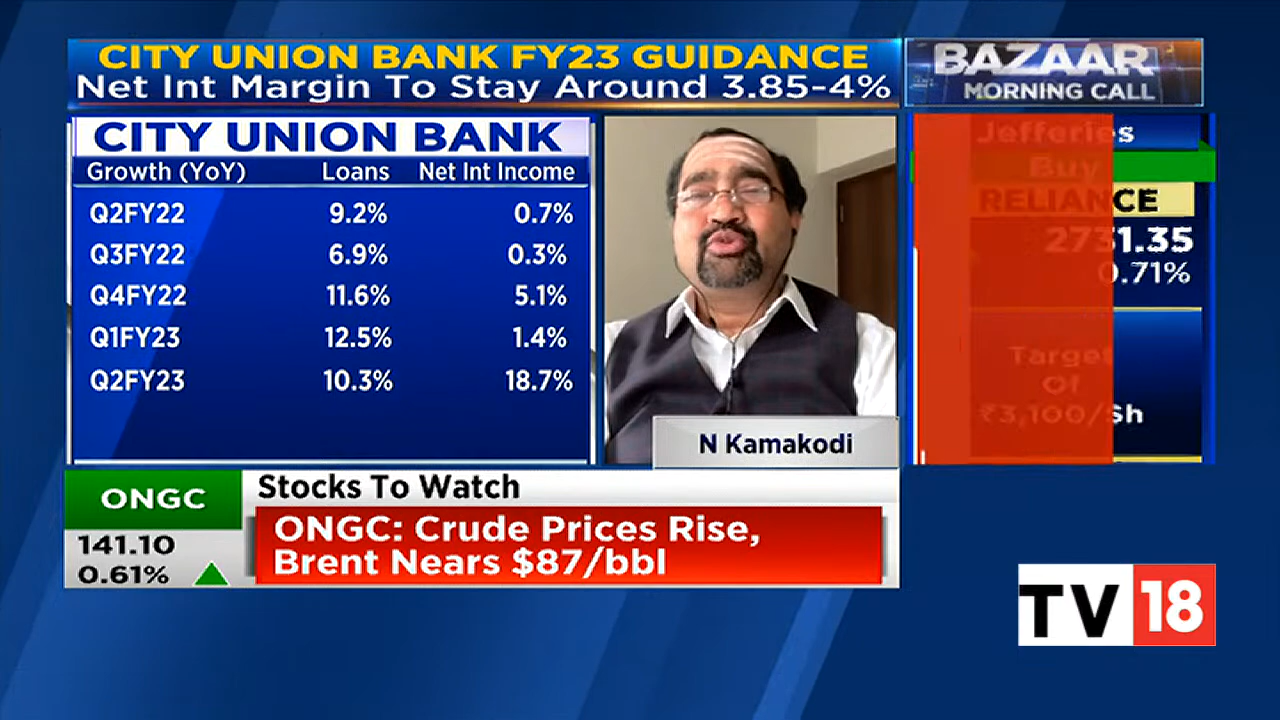 CITY UNION BANK FY23 GUIDANCE
Net Int Margin To Stay Around 3.85-4%
BAZAAR
MORNING CALL
CITY UNION BANK
Growth (YoY) Loans Net Int Income
Q2FY22 9.2% 0.7%
Q3FY22 6.9% 0.3%
Q4FY22 11.6% 5.1%
Q1FY23 12.5% 1.4%
Q2FY23 10.3% 18.7%
N Kamakodi
Jefferies
Buy
RELIANCE
2731.35
0.71%
Target
Of
₹3,100/Sh
ONGC
141.10
0.61%
Stocks To Watch
ONGC: Crude Prices Rise,
Brent Nears $87/bbl
TV18